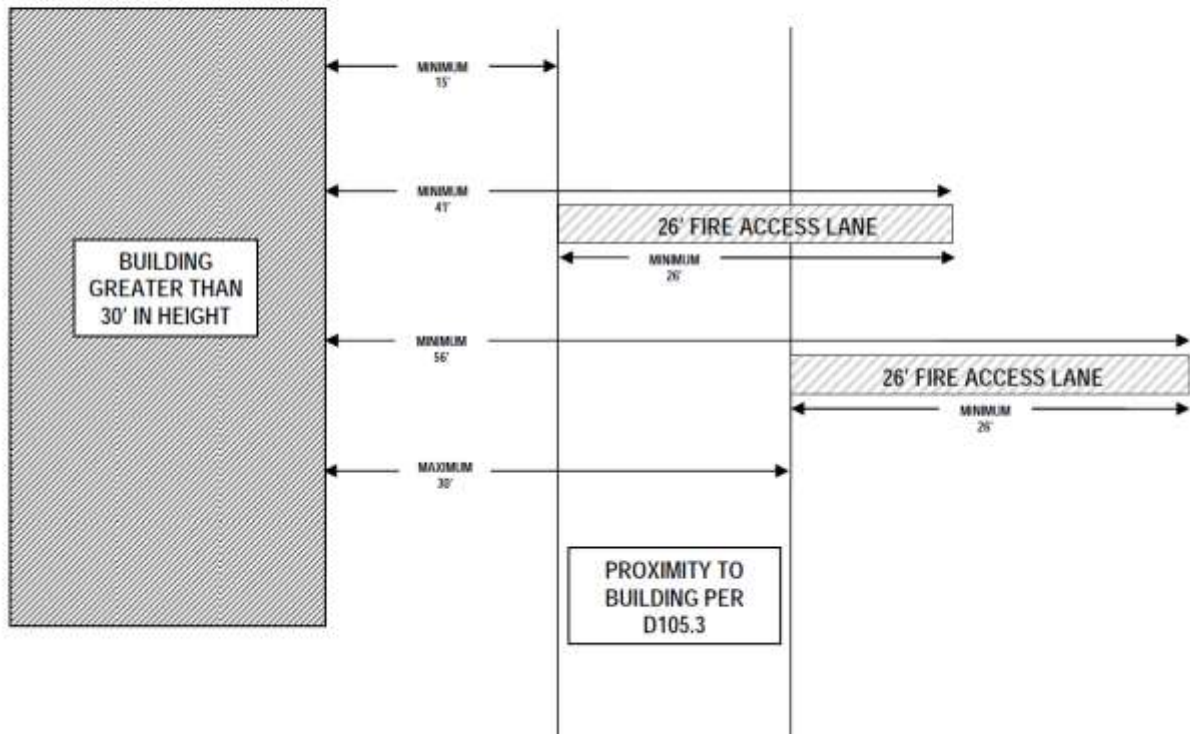 MINIMUM
15'
MINIMUM
41'
26' FIRE ACCESS LANE
MINIMUM
26'
BUILDING
GREATER THAN
30' IN HEIGHT
MINIMUM
56'
26' FIRE ACCESS LANE
MINIMUM
26'
MAXIMUM
30'
PROXIMITY TO
BUILDING PER
D105.3